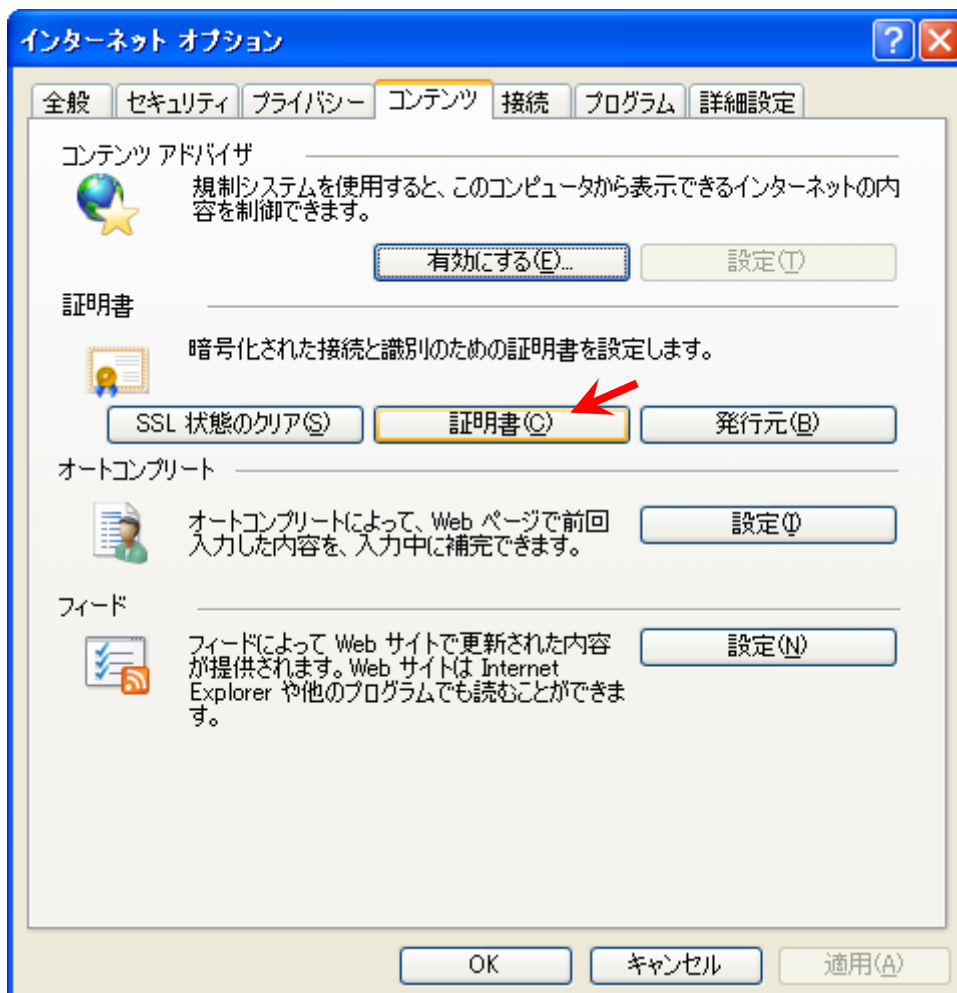 インターネット オプション
全般 セキュリティ プライバシー コンテンツ 接続 プログラム 詳細設定
コンテンツ アドバイザ
規制システムを使用すると、このコンピュータから表示できるインターネットの内
容を制御できます。
有効にする(E)... 設定(T)
証明書
暗号化された接続と識別のための証明書を設定します。
SSL 状態のクリア(S) 証明書(C) 発行元(B)
オートコンプリート
オートコンプリートによって、Web ページで前回
入力した内容を、入力中に補完できます。
設定(I)
フィード
フィードによって Web サイトで更新された内容
が提供されます。Web サイトは Internet
Explorer や他のプログラムでも読むことができま
す。
設定(N)
OK キャンセル 適用(A)